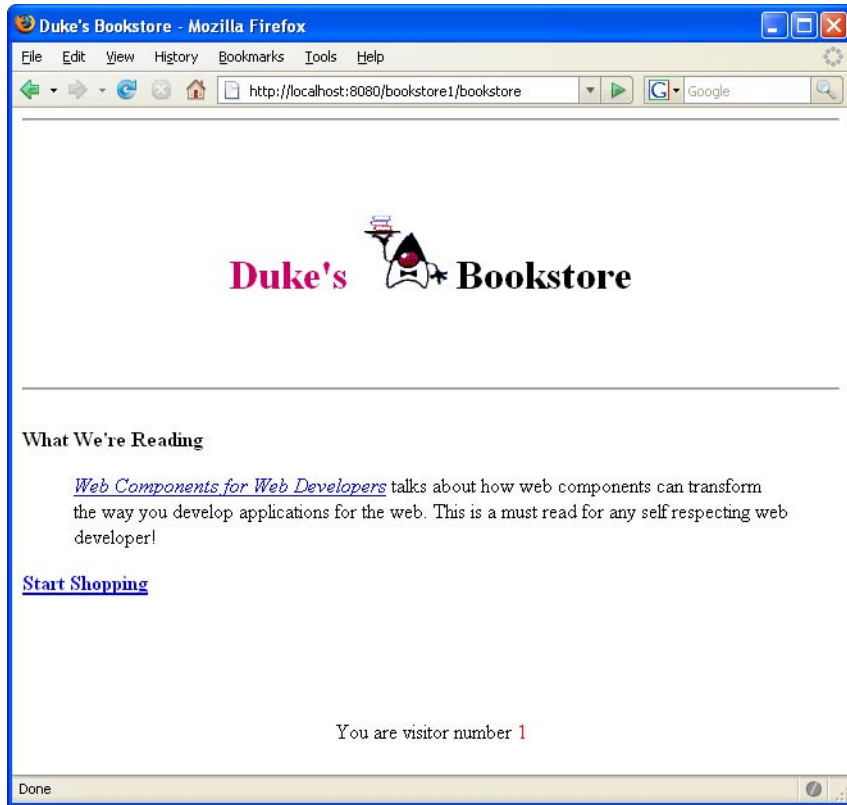 Duke's Bookstore - Mozilla Firefox
File Edit View History Bookmarks Tools Help
http://localhost:8080/bookstore1/bookstore G Google
Duke's Bookstore
What We're Reading
Web Components for Web Developers talks about how web components can transform
the way you develop applications for the web. This is a must read for any self respecting web
developer!
Start Shopping
You are visitor number 1
Done